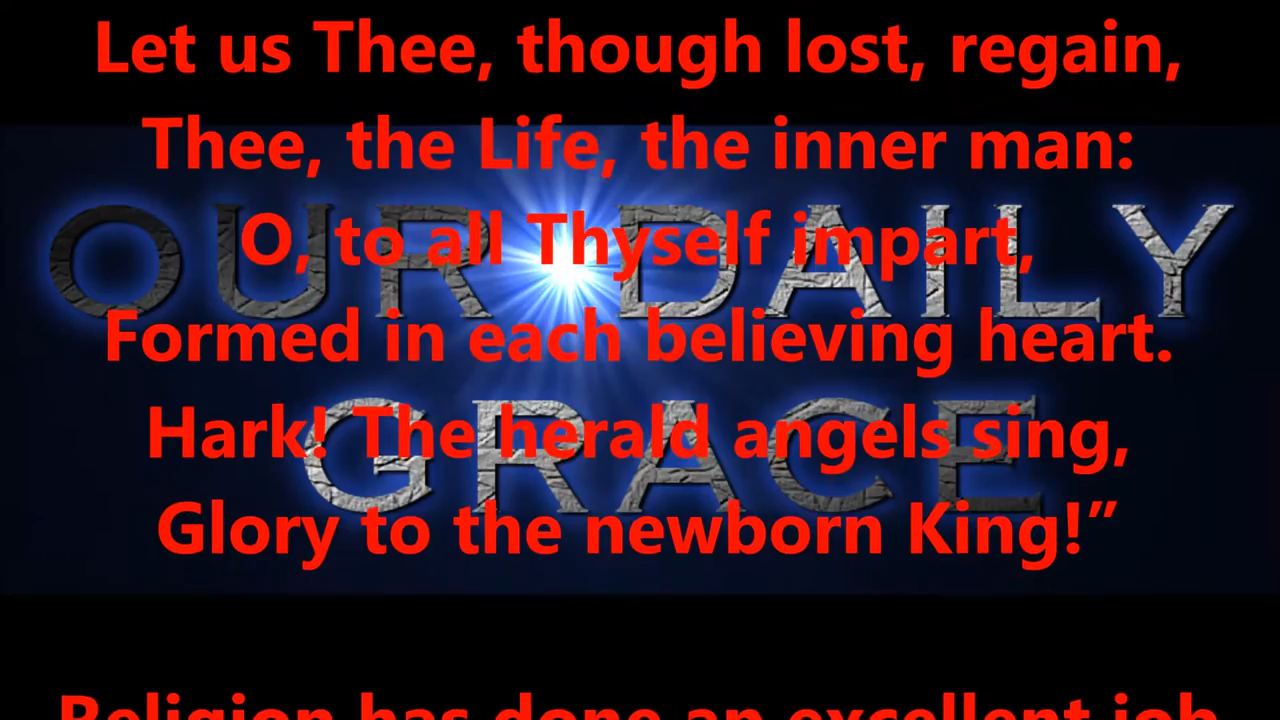 Let us Thee, though lost, regain,
Thee, the Life, the inner man:
OUR DAILY
O, to all Thyself impart,
Formed in each believing heart.
GRACE
Hark! The herald angels sing,
Glory to the newborn King!”
Religion has done an excellent job